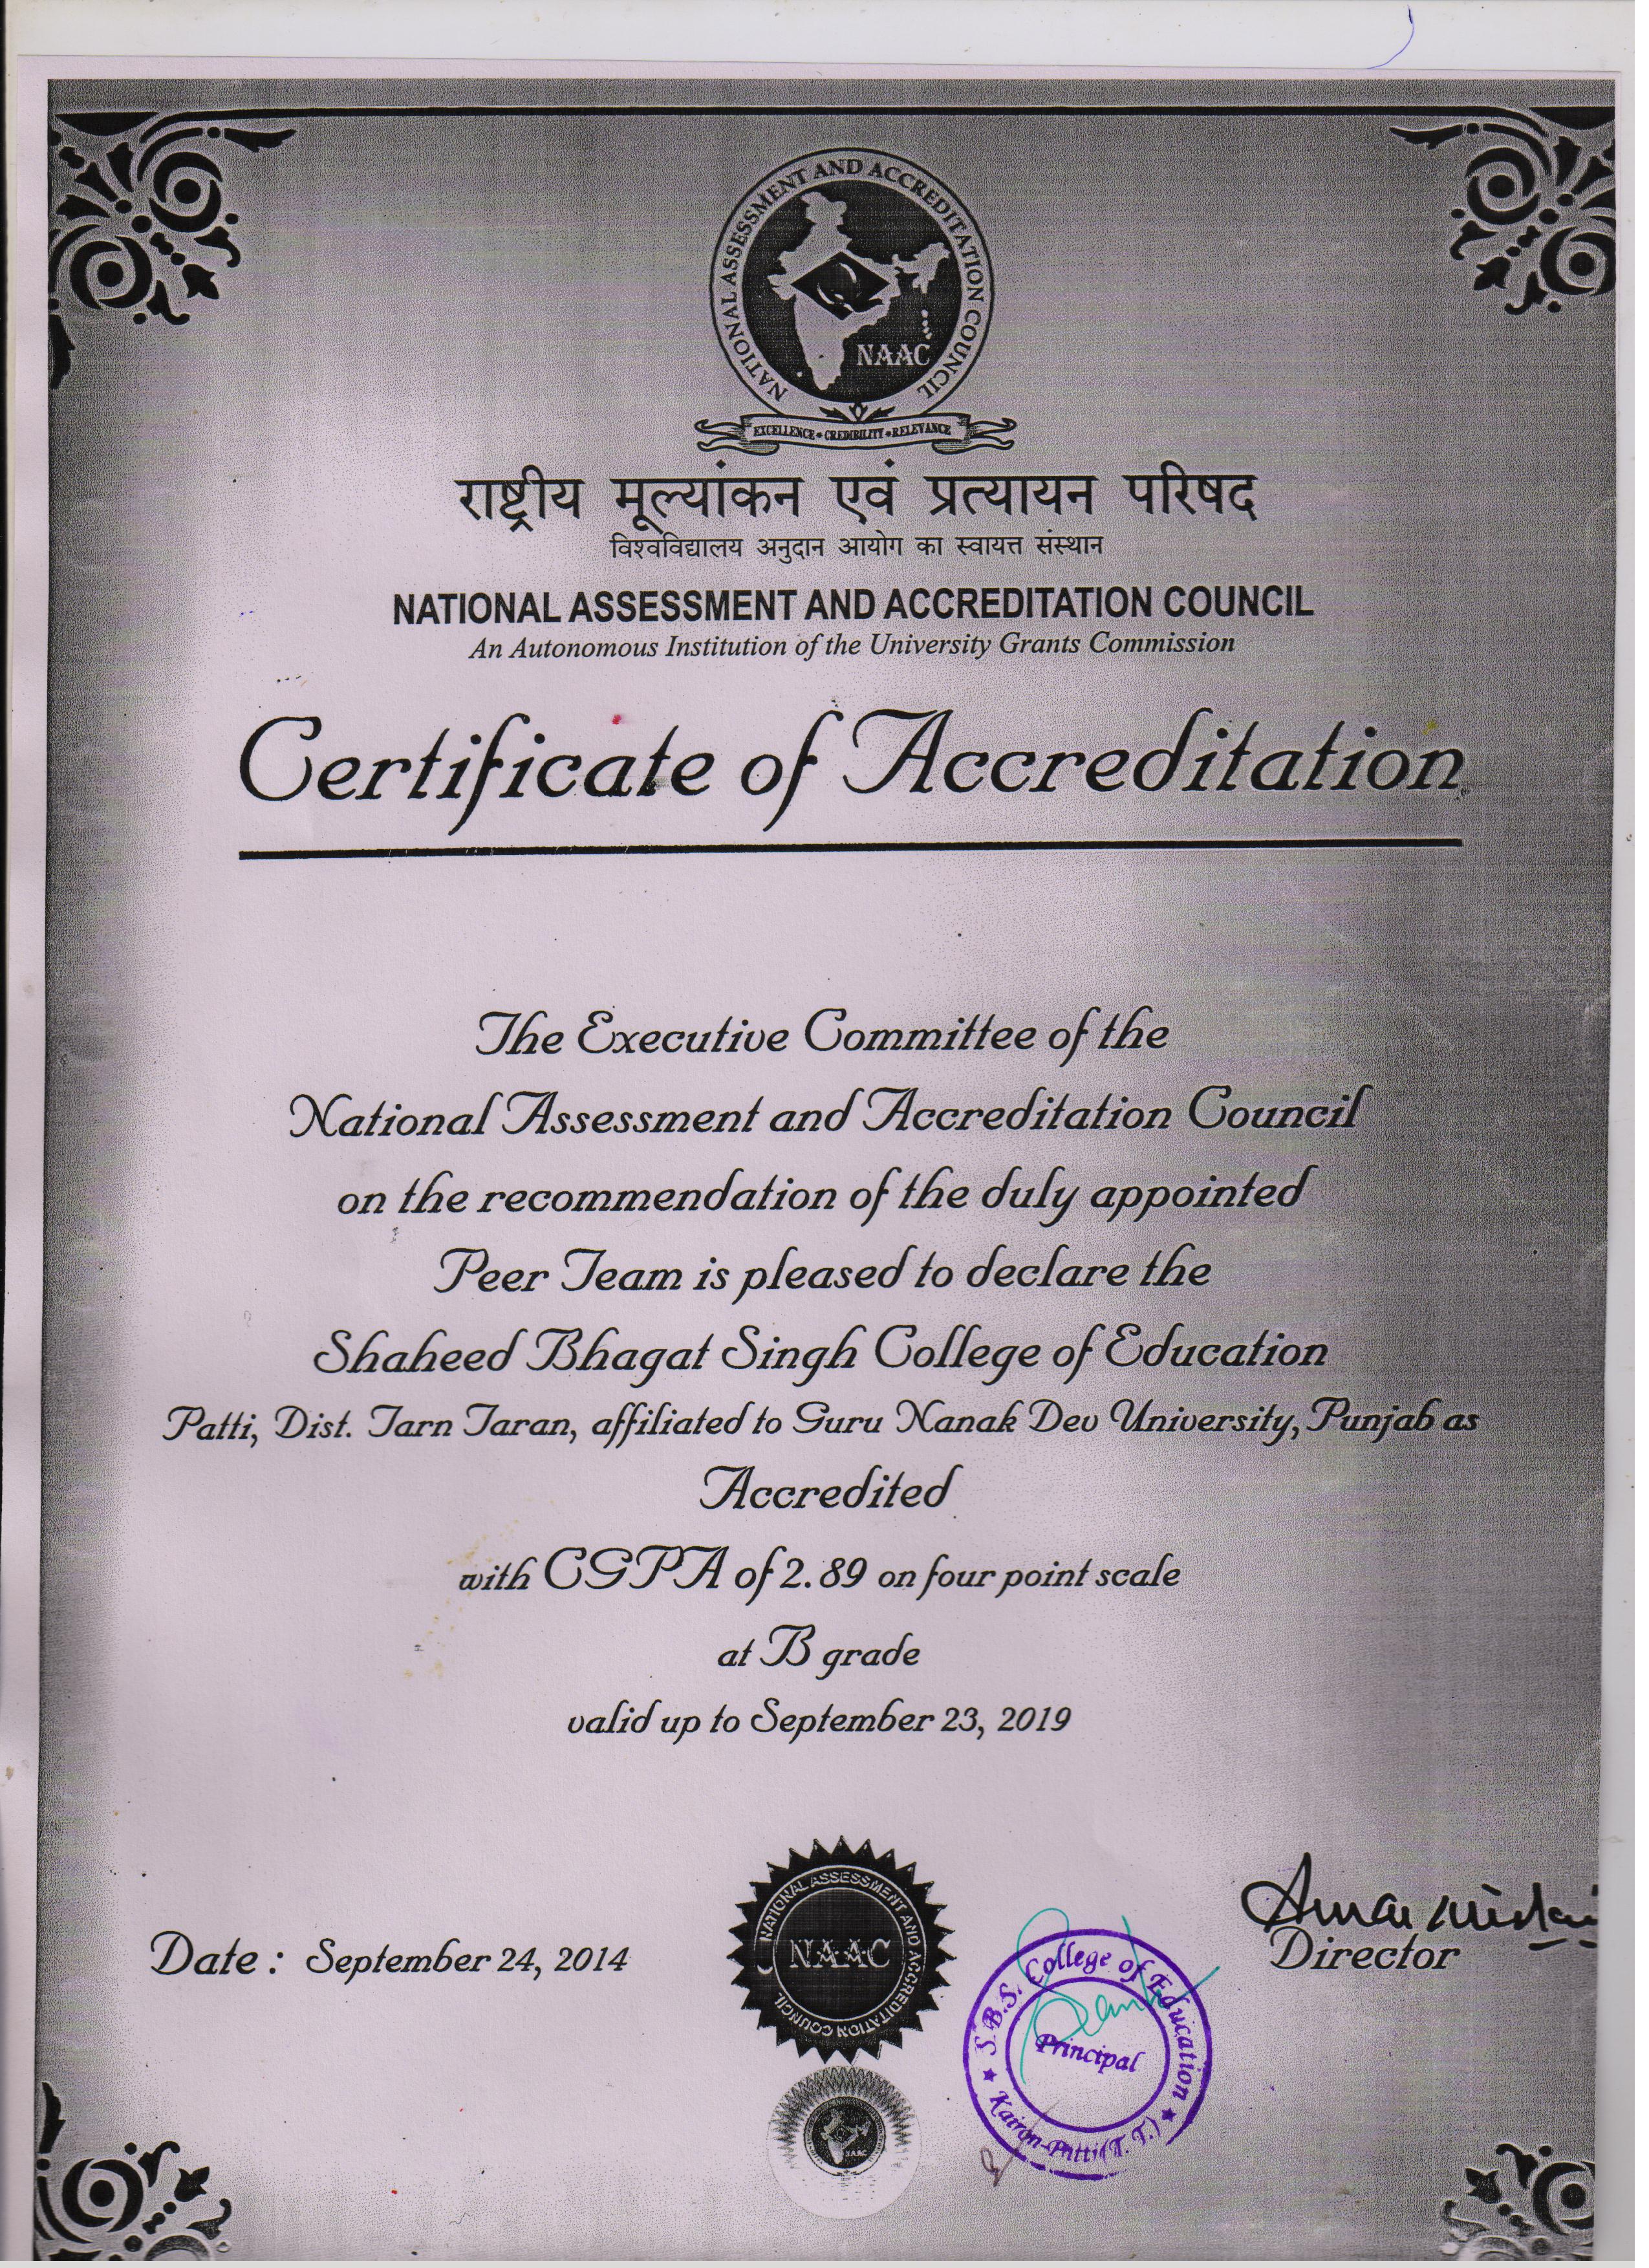 NATIONAL ASSESSMENT AND ACCREDITATION COUNCIL
NAAC
EXCELLENCE • CREDIBILITY • RELEVANCE
राष्ट्रीय मूल्यांकन एवं प्रत्यायन परिषद
विश्वविद्यालय अनुदान आयोग का स्वायत्त संस्थान
NATIONAL ASSESSMENT AND ACCREDITATION COUNCIL
An Autonomous Institution of the University Grants Commission
Certificate of Accreditation
The Executive Committee of the
National Assessment and Accreditation Council
on the recommendation of the duly appointed
Peer Team is pleased to declare the
Shaheed Bhagat Singh College of Education
Patti, Dist. Tarn Taran, affiliated to Guru Nanak Dev University, Punjab as
Accredited
with CGPA of 2.89 on four point scale
at B grade
valid up to September 23, 2019
Date : September 24, 2014
NATIONAL ASSESSMENT AND ACCREDITATION COUNCIL
NAAC
S.B.S. College of Education
Principal
Kairon-Patti (T. T.)
Director
NAAC